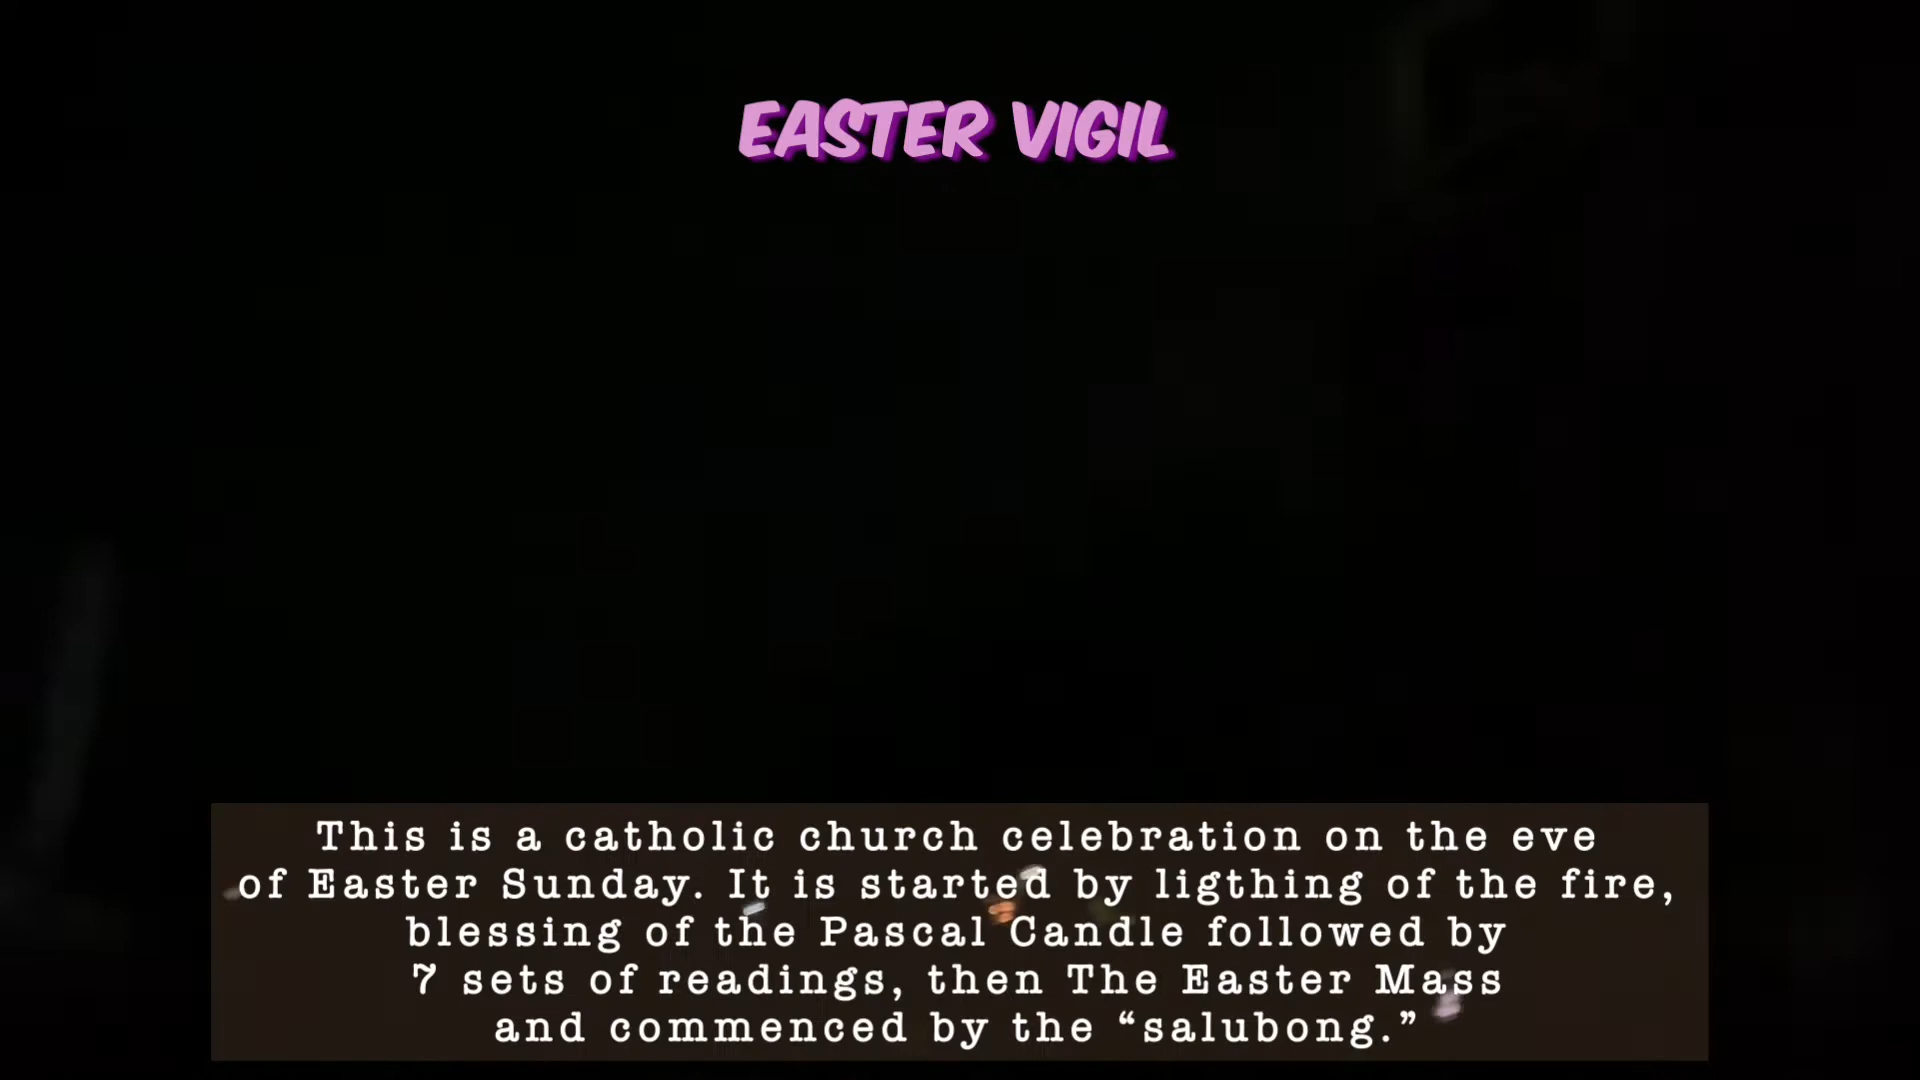 EASTER VIGIL
This is a catholic church celebration on the eve
of Easter Sunday. It is started by ligthing of the fire,
blessing of the Pascal Candle followed by
7 sets of readings, then The Easter Mass
and commenced by the “salubong.”